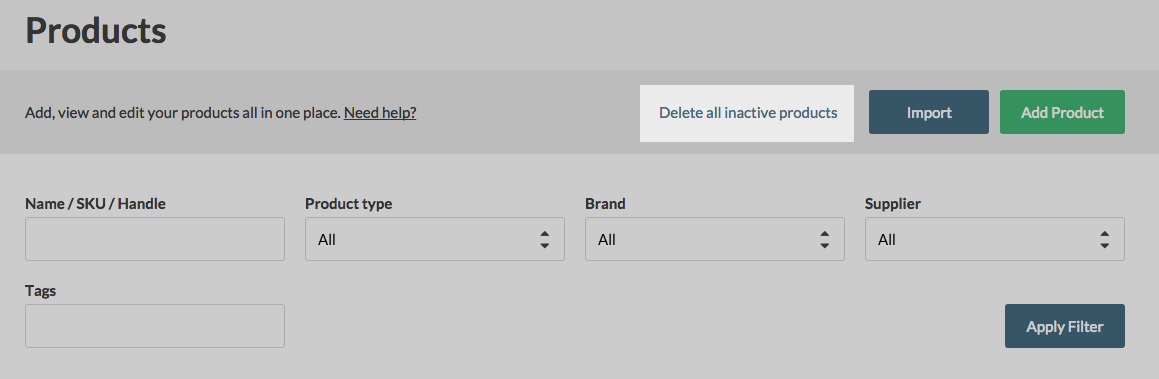 Products
Add, view and edit your products all in one place. Need help?
Delete all inactive products
Import
Add Product
Name / SKU / Handle
Product type
Brand
Supplier
All
All
All
Tags
Apply Filter